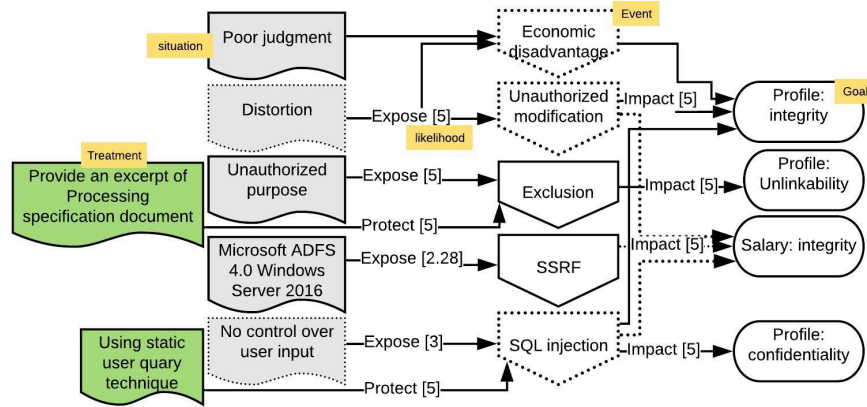 situation
Poor judgment
Economic
disadvantage
Event
Distortion
Expose [5]
likelihood
Unauthorized
modification
Impact [5]
Profile:
integrity
Goal
Treatment
Provide an excerpt of
Processing
specification document
Unauthorized
purpose
Expose [5]
Exclusion
Impact [5]
Profile:
Unlinkability
Protect [5]
Microsoft ADFS
4.0 Windows
Server 2016
Expose [2.28]
SSRF
Impact [5]
Salary: integrity
Using static
user quary
technique
No control over
user input
Expose [3]
SQL injection
Impact [5]
Profile:
confidentiality
Protect [5]